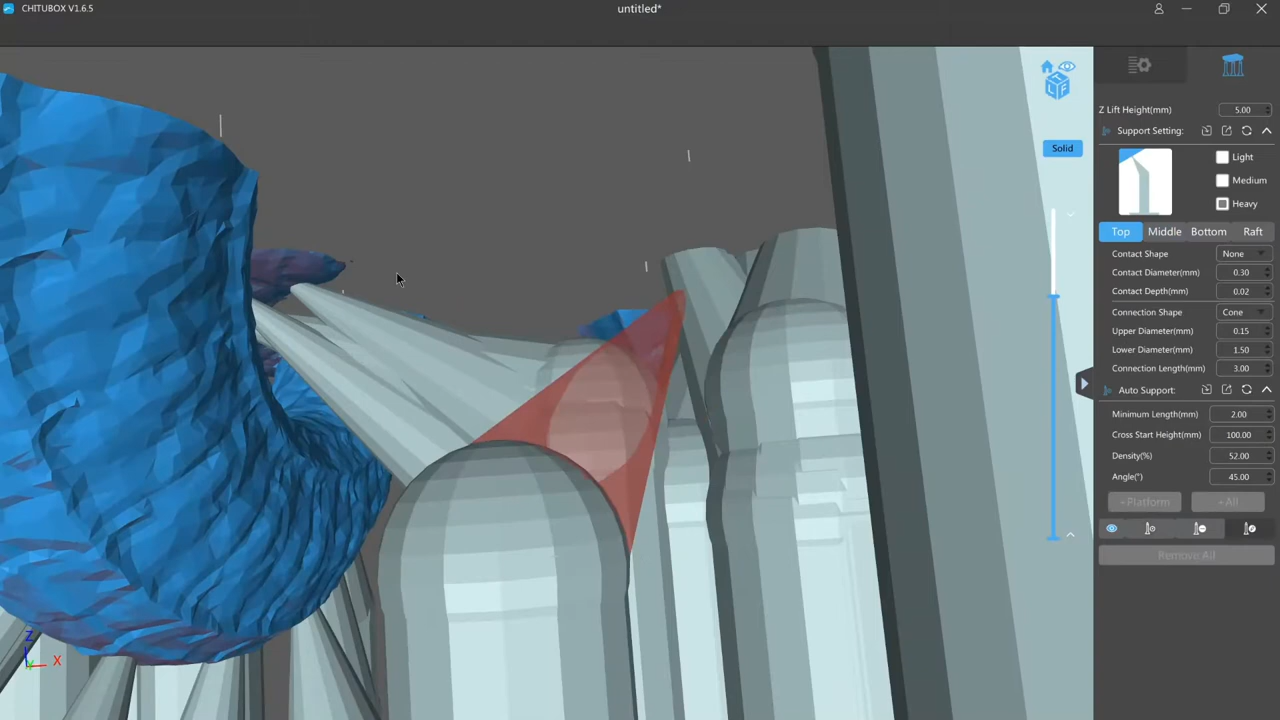 CHITUBOX V1.6.5
untitled*
Z Lift Height(mm) 5.00
Support Setting:
Light
Medium
Heavy
Top Middle Bottom Raft
Contact Shape None
Contact Diameter(mm) 0.30
Contact Depth(mm) 0.02
Connection Shape Cone
Upper Diameter(mm) 0.15
Lower Diameter(mm) 1.50
Connection Length(mm) 3.00
Auto Support:
Minimum Length(mm) 2.00
Cross Start Height(mm) 100.00
Density(%) 52.00
Angle(°) 45.00
+Platform +All
Remove All
Solid
L F
Z
X
Y